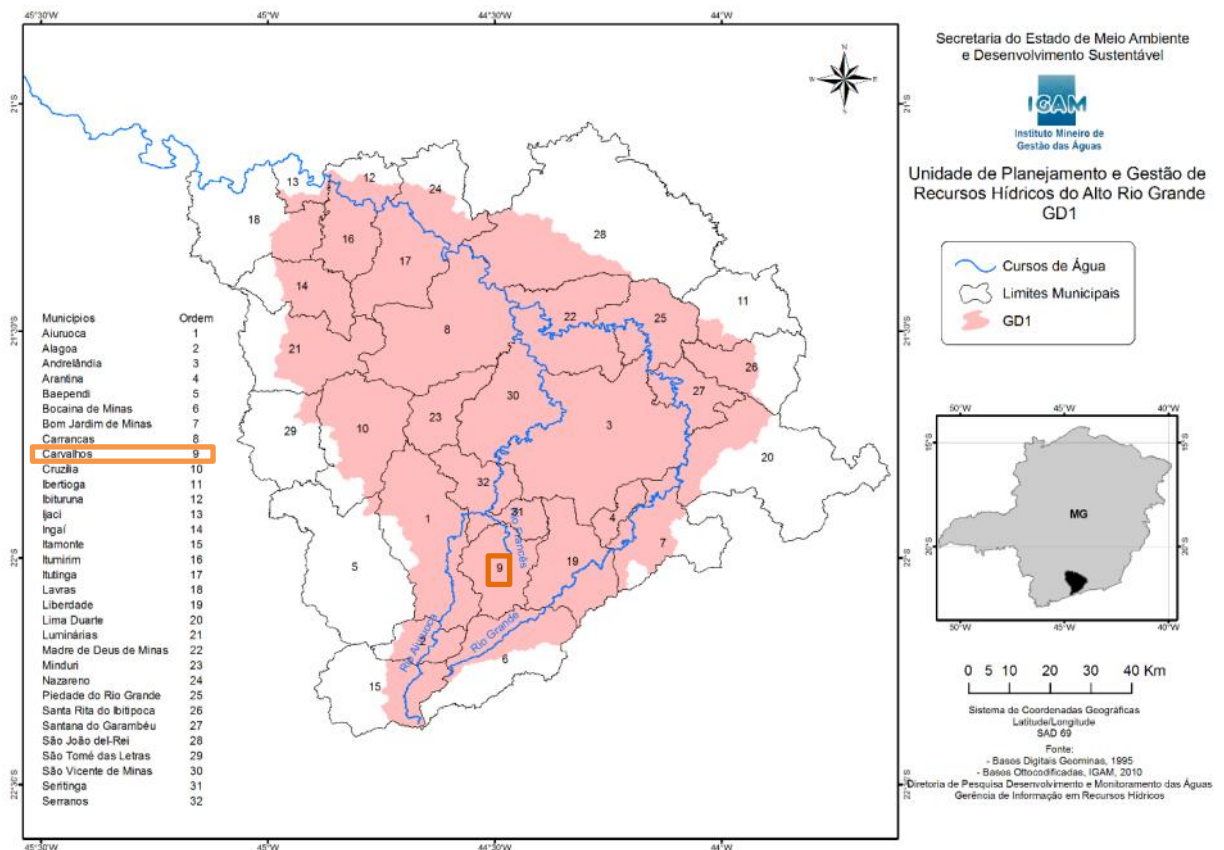 45°30'W 45°W 44°30'W 44°W
21°S
21°30'S
22°S
22°30'S
N
W E
S
13
12
24
18
28
16
17
14
11
22
25
8
21
26
27
30
3
23
10
29
20
32
31
4
1
7
19
5
9
2
6
15
Rio Aiuruoca
Rio Grande
Francês
Municípios Ordem
Aiuruoca 1
Alagoa 2
Andrelândia 3
Arantina 4
Baependi 5
Bocaina de Minas 6
Bom Jardim de Minas 7
Carrancas 8
Carvalhos 9
Cruzília 10
Ibertioga 11
Ibituruna 12
Ijaci 13
Ingaí 14
Itamonte 15
Itumirim 16
Itutinga 17
Lavras 18
Liberdade 19
Lima Duarte 20
Luminárias 21
Madre de Deus de Minas 22
Minduri 23
Nazareno 24
Piedade do Rio Grande 25
Santa Rita do Ibitipoca 26
Santana do Garambéu 27
São João del-Rei 28
São Tomé das Letras 29
São Vicente de Minas 30
Seritinga 31
Serranos 32
21°S
21°30'S
22°S
22°30'S
45°30'W 45°W 44°30'W 44°W
Secretaria do Estado de Meio Ambiente
e Desenvolvimento Sustentável
IGAM
Instituto Mineiro de
Gestão das Águas
Unidade de Planejamento e Gestão de
Recursos Hídricos do Alto Rio Grande
GD1
Cursos de Água
Limites Municipais
GD1
50°W 45°W 40°W
15°S 15°S
MG
20°S 20°S
50°W 45°W 40°W
0 5 10 20 30 40 Km
Sistema de Coordenadas Geográficas
Latitude/Longitude
SAD 69
Fonte:
- Bases Digitais Geominas, 1995
- Bases Ottocodificadas, IGAM, 2010
Diretoria de Pesquisa Desenvolvimento e Monitoramento das Águas
Gerência de Informação em Recursos Hídricos